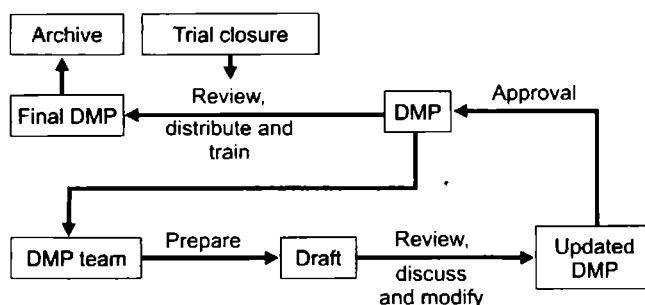 Archive
Trial closure
Final DMP
Review,
distribute and
train
DMP
Approval
DMP team
Prepare
Draft
Review,
discuss
and modify
Updated
DMP